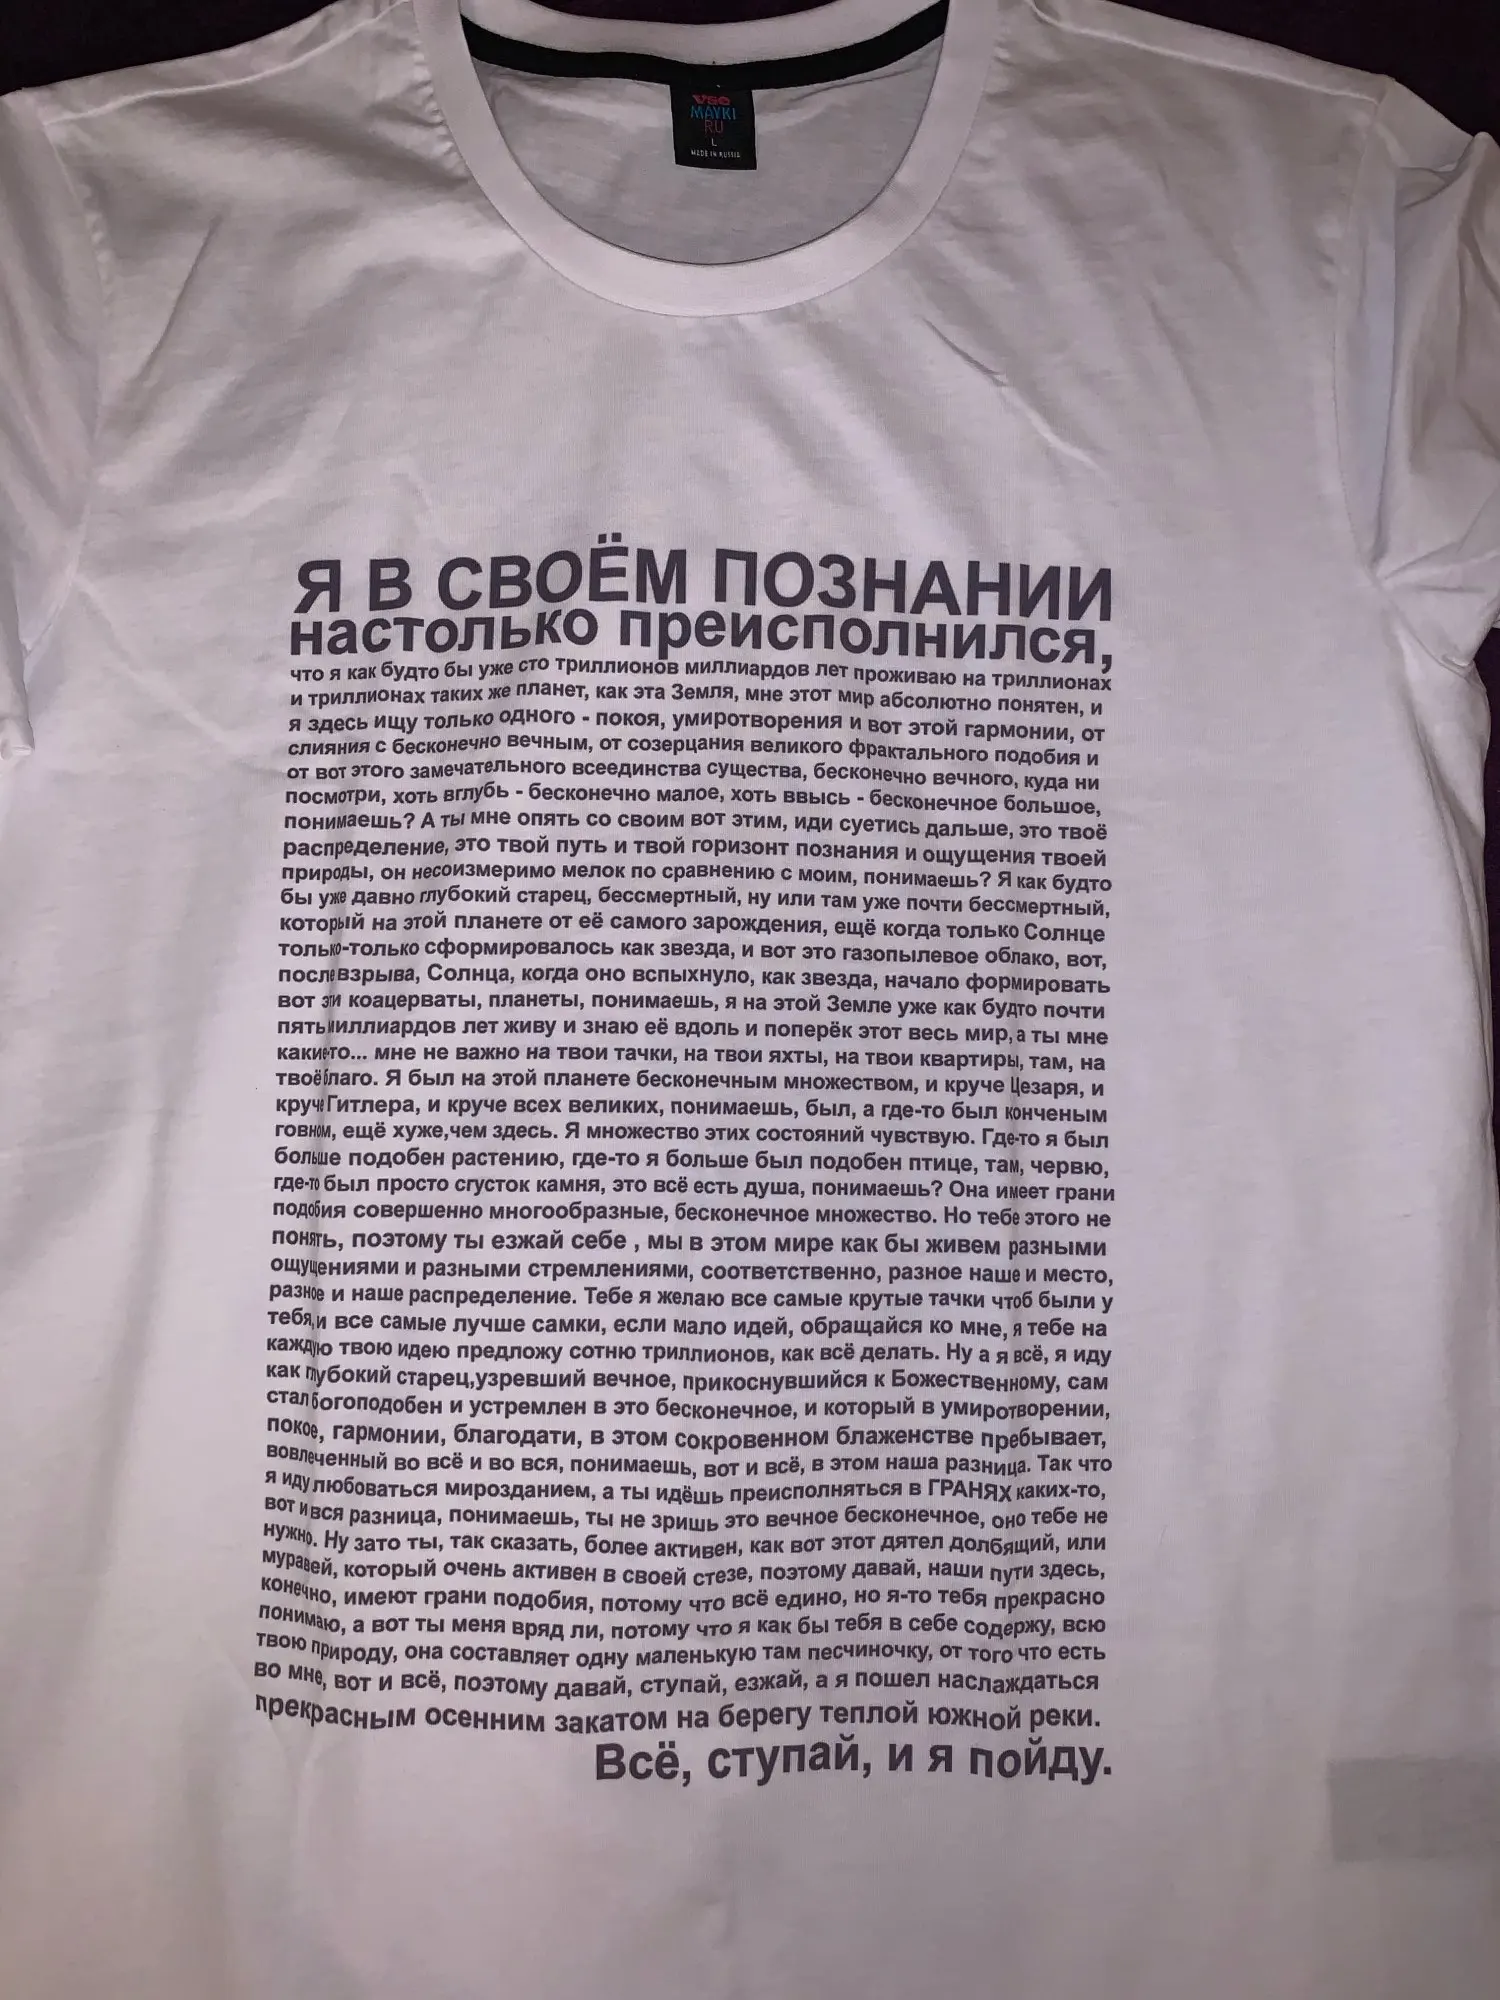 VSE
MAYKI
RU
L
MADE IN RUSSIA
Я В СВОЁМ ПОЗНАНИИ
настолько преисполнился,
что я как будто бы уже сто триллионов миллиардов лет проживаю на триллионах
и триллионах таких же планет, как эта Земля, мне этот мир абсолютно понятен, и
я здесь ищу только одного - покоя, умиротворения и вот этой гармонии, от
слияния с бесконечно вечным, от созерцания великого фрактального подобия и
от вот этого замечательного всеединства существа, бесконечно вечного, куда ни
посмотри, хоть вглубь - бесконечно малое, хоть ввысь - бесконечное большое,
понимаешь? А ты мне опять со своим вот этим, иди суетись дальше, это твоё
распределение, это твой путь и твой горизонт познания и ощущения твоей
природы, он несоизмеримо мелок по сравнению с моим, понимаешь? Я как будто
бы уже давно глубокий старец, бессмертный, ну или там уже почти бессмертный,
который на этой планете от её самого зарождения, ещё когда только Солнце
только-только сформировалось как звезда, и вот это газопылевое облако, вот,
после взрыва, Солнца, когда оно вспыхнуло, как звезда, начало формировать
вот эти коацерваты, планеты, понимаешь, я на этой Земле уже как будто почти
пять миллиардов лет живу и знаю её вдоль и поперёк этот весь мир, а ты мне
какие-то... мне не важно на твои тачки, на твои яхты, на твои квартиры, там, на
твоё благо. Я был на этой планете бесконечным множеством, и круче Цезаря, и
круче Гитлера, и круче всех великих, понимаешь, был, а где-то был конченым
говном, ещё хуже,чем здесь. Я множество этих состояний чувствую. Где-то я был
больше подобен растению, где-то я больше был подобен птице, там, червю,
где-то был просто сгусток камня, это всё есть душа, понимаешь? Она имеет грани
подобия совершенно многообразные, бесконечное множество. Но тебе этого не
понять, поэтому ты езжай себе , мы в этом мире как бы живем разными
ощущениями и разными стремлениями, соответственно, разное наше и место,
разное и наше распределение. Тебе я желаю все самые крутые тачки чтоб были у
тебя, и все самые лучше самки, если мало идей, обращайся ко мне, я тебе на
каждую твою идею предложу сотню триллионов, как всё делать. Ну а я всё, я иду
как глубокий старец,узревший вечное, прикоснувшийся к Божественному, сам
стал богоподобен и устремлен в это бесконечное, и который в умиротворении,
покое, гармонии, благодати, в этом сокровенном блаженстве пребывает,
вовлеченный во всё и во вся, понимаешь, вот и всё, в этом наша разница. Так что
я иду любоваться мирозданием, а ты идёшь преисполняться в ГРАНЯХ каких-то,
вот и вся разница, понимаешь, ты не зришь это вечное бесконечное, оно тебе не
нужно. Ну зато ты, так сказать, более активен, как вот этот дятел долбящий, или
муравей, который очень активен в своей стезе, поэтому давай, наши пути здесь,
конечно, имеют грани подобия, потому что всё едино, но я-то тебя прекрасно
понимаю, а вот ты меня вряд ли, потому что я как бы тебя в себе содержу, всю
твою природу, она составляет одну маленькую там песчиночку, от того что есть
во мне, вот и всё, поэтому давай, ступай, езжай, а я пошел наслаждаться
прекрасным осенним закатом на берегу теплой южной реки.
Всё, ступай, и я пойду.